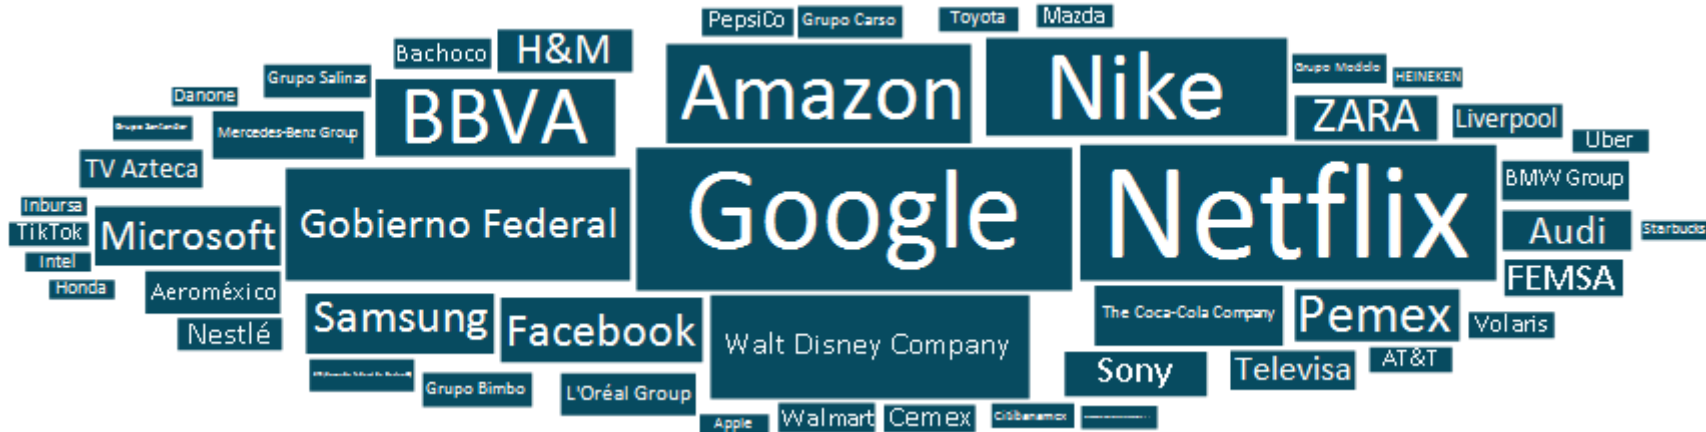 PepsiCo
Grupo Carso
Toyota
Mazda
Bachoco
H&M
Amazon
Nike
Grupo Modelo
HEINEKEN
Grupo Salinas
Danone
BBVA
ZARA
Liverpool
Grupo Santander
Mercedes-Benz Group
Uber
TV Azteca
Gobierno Federal
Google
Netflix
BMW Group
Inbursa
TikTok
Microsoft
Audi
Starbucks
Intel
Honda
Aeroméxico
FEMSA
Nestlé
Samsung
Facebook
Walt Disney Company
The Coca-Cola Company
Pemex
Volaris
Sony
Televisa
AT&T
Grupo Bimbo
L'Oréal Group
Apple
Walmart
Cemex
Citibanamex